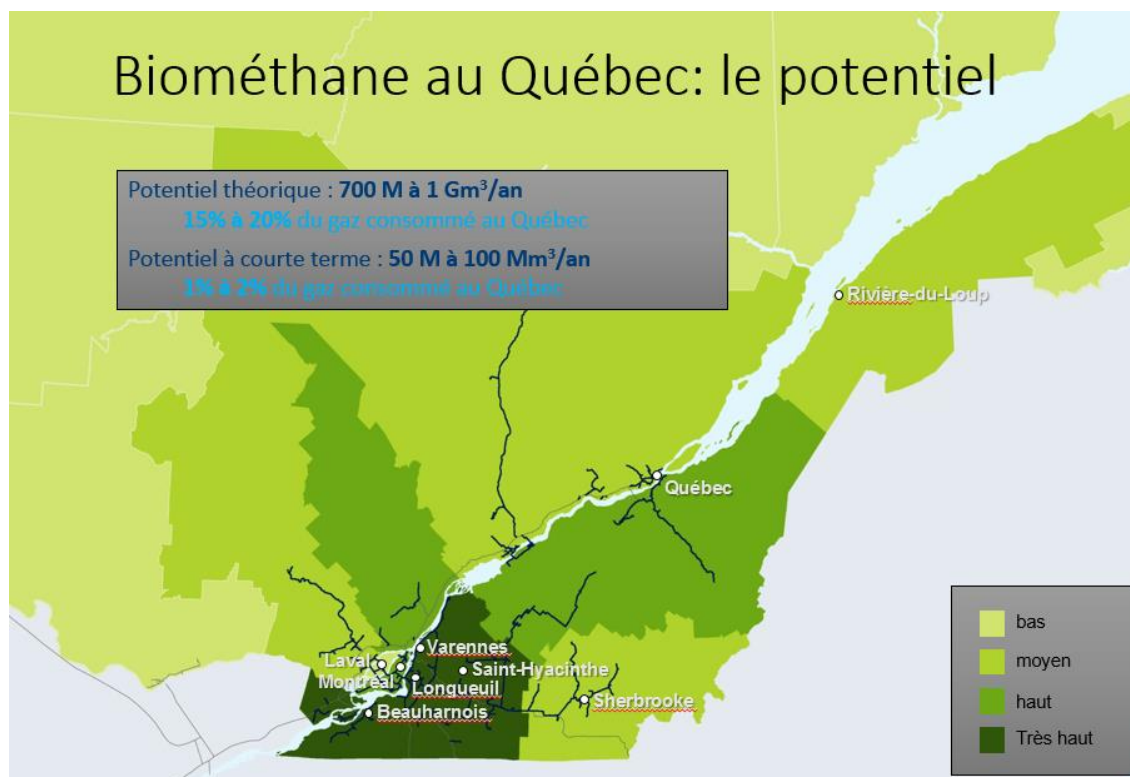 Biométhane au Québec: le potentiel
Potentiel théorique : 700 M à 1 Gm³/an
15% à 20% du gaz consommé au Québec
Potentiel à courte terme : 50 M à 100 Mm³/an
1% à 2% du gaz consommé au Québec
Rivière-du-Loup
Québec
Varennes
Laval
Saint-Hyacinthe
Montréal
Longueuil
Sherbrooke
Beauharnois
bas
moyen
haut
Très haut